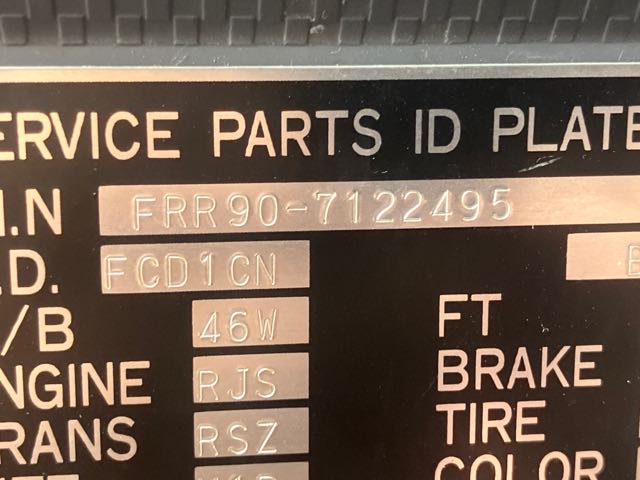 ERVICE PARTS ID PLATE
.N FRR90-7122495
.D. FCD1CN
/B 46W FT
NGINE RJS BRAKE
RANS RSZ TIRE
COLOR